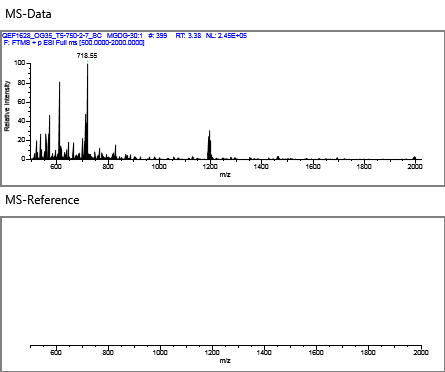 MS-Data
QEF1628_OG35_T5-750-2-7_BC MGDG-30:1 #: 399 RT: 3.38 NL: 2.45E+05
F: FTMS + p ESI Full ms [500.0000-2000.0000]
718.55
100
80
60
40
20
0
Relative Intensity
600 800 1000 1200 1400 1600 1800 2000
m/z
MS-Reference
600 800 1000 1200 1400 1600 1800 2000
m/z